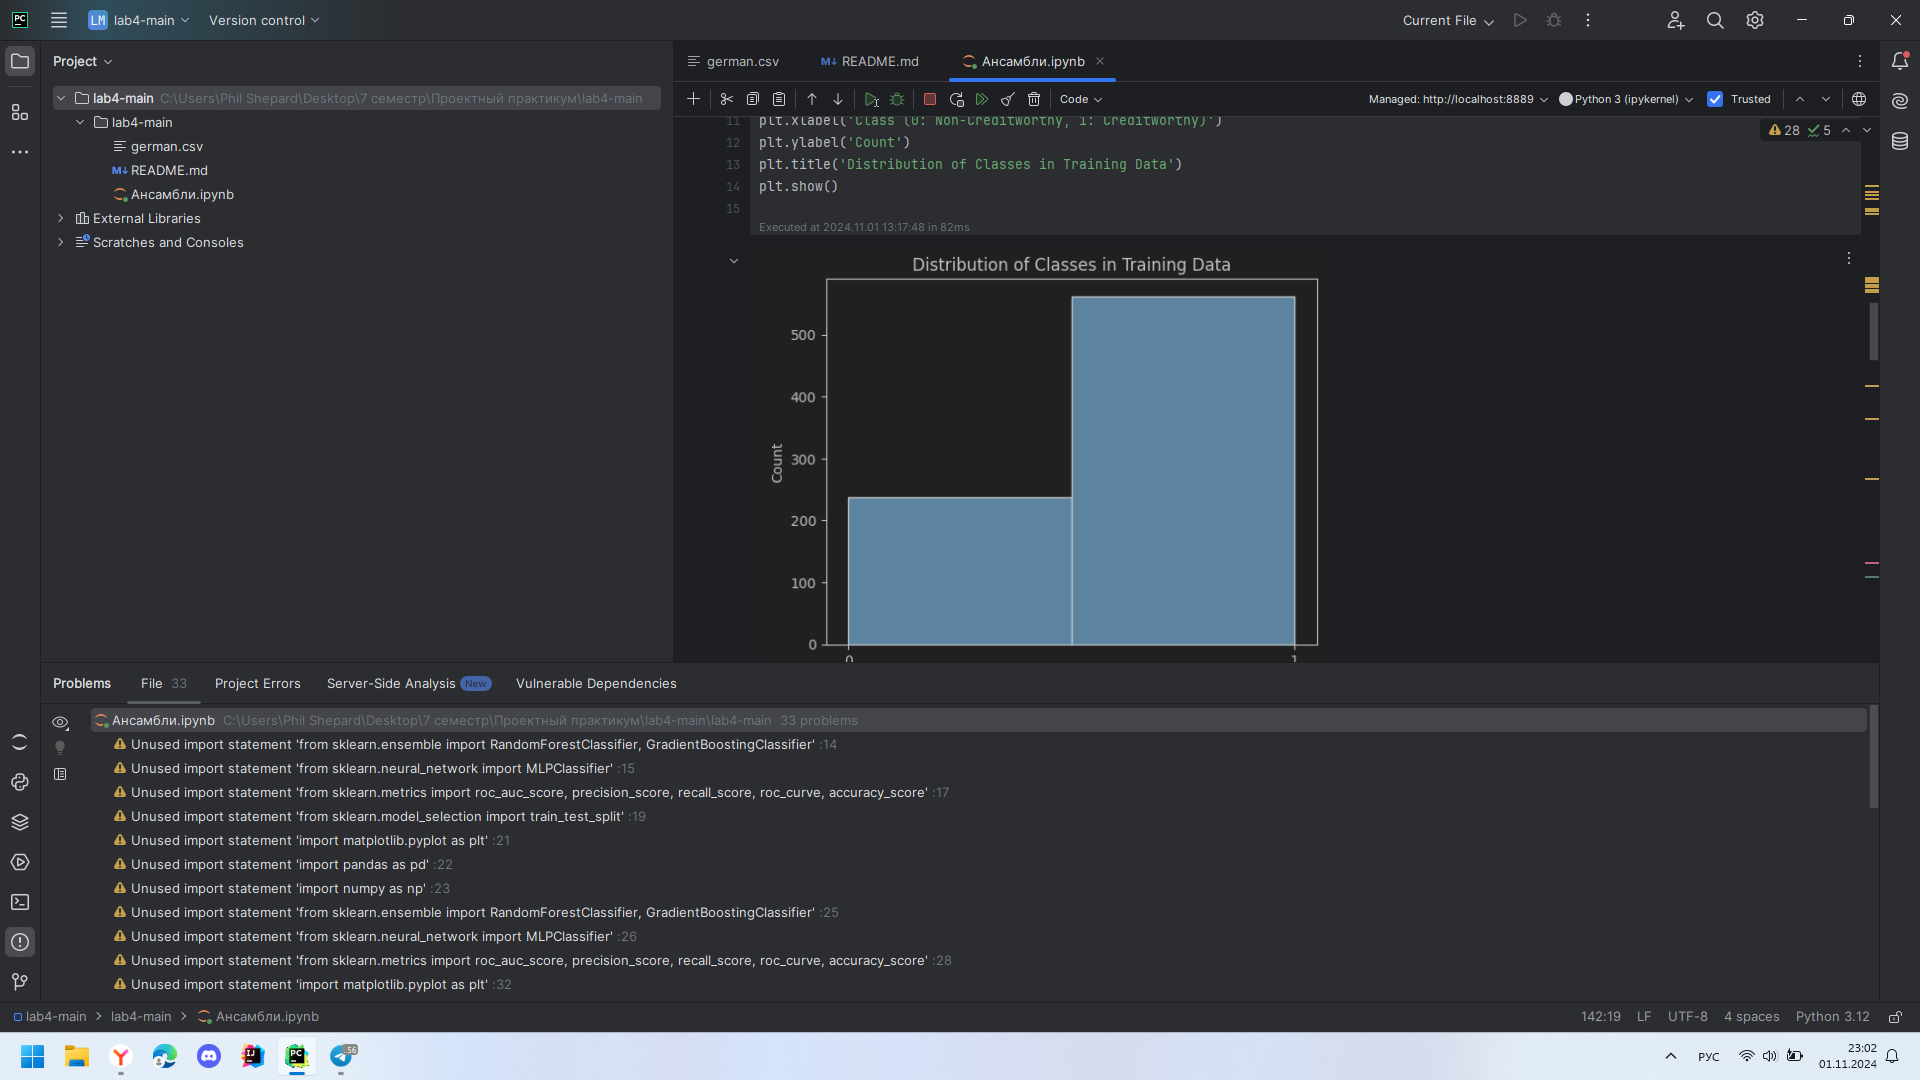 PC
LM lab4-main
Version control
Current File
Project
german.csv
M↓ README.md
Ансамбли.ipynb
lab4-main C:\Users\Phil Shepard\Desktop\7 семестр\Проектный практикум\lab4-main
lab4-main
german.csv
M↓ README.md
Ансамбли.ipynb
External Libraries
Scratches and Consoles
Code
Managed: http://localhost:8889
Python 3 (ipykernel)
Trusted
28 5
11 plt.xlabel('Class (0: Non-Creditworthy, 1: Creditworthy)')
12 plt.ylabel('Count')
13 plt.title('Distribution of Classes in Training Data')
14 plt.show()
15
Executed at 2024.11.01 13:17:48 in 82ms
Distribution of Classes in Training Data
500
400
300
200
100
0
Count
0 1
Problems
File 33
Project Errors
Server-Side Analysis New
Vulnerable Dependencies
Ансамбли.ipynb C:\Users\Phil Shepard\Desktop\7 семестр\Проектный практикум\lab4-main\lab4-main 33 problems
Unused import statement 'from sklearn.ensemble import RandomForestClassifier, GradientBoostingClassifier' :14
Unused import statement 'from sklearn.neural_network import MLPClassifier' :15
Unused import statement 'from sklearn.metrics import roc_auc_score, precision_score, recall_score, roc_curve, accuracy_score' :17
Unused import statement 'from sklearn.model_selection import train_test_split' :19
Unused import statement 'import matplotlib.pyplot as plt' :21
Unused import statement 'import pandas as pd' :22
Unused import statement 'import numpy as np' :23
Unused import statement 'from sklearn.ensemble import RandomForestClassifier, GradientBoostingClassifier' :25
Unused import statement 'from sklearn.neural_network import MLPClassifier' :26
Unused import statement 'from sklearn.metrics import roc_auc_score, precision_score, recall_score, roc_curve, accuracy_score' :28
Unused import statement 'import matplotlib.pyplot as plt' :32
lab4-main > lab4-main > Ансамбли.ipynb
142:19 LF UTF-8 4 spaces Python 3.12
IJ
PC
56
РУС
23:02
01.11.2024